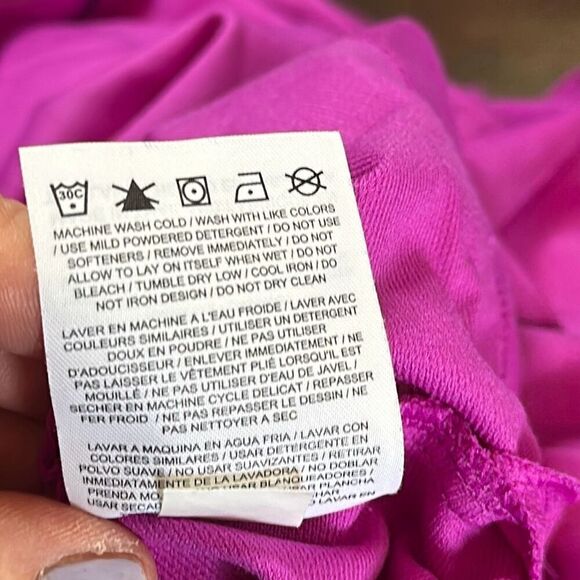 30C
MACHINE WASH COLD / WASH WITH LIKE COLORS
/ USE MILD POWDERED DETERGENT / DO NOT USE
SOFTENERS / REMOVE IMMEDIATELY / DO NOT
ALLOW TO LAY ON ITSELF WHEN WET / DO NOT
BLEACH / TUMBLE DRY LOW / COOL IRON / DO
NOT IRON DESIGN / DO NOT DRY CLEAN
LAVER EN MACHINE A L'EAU FROIDE / LAVER AVEC
COULEURS SIMILAIRES / UTILISER UN DETERGENT
DOUX EN POUDRE / NE PAS UTILISER
D'ADOUCISSEUR / ENLEVER IMMEDIATEMENT / NE
PAS LAISSER LE VÊTEMENT PLIÉ LORSQU'IL EST
MOUILLÉ / NE PAS UTILISER D'EAU DE JAVEL /
SECHER EN MACHINE CYCLE DELICAT / REPASSER
FER FROID / NE PAS REPASSER LE DESSIN / NE
PAS NETTOYER A SEC
LAVAR A MAQUINA EN AGUA FRIA / LAVAR CON
COLORES SIMILARES / USAR DETERGENTE EN
POLVO SUAVE / NO USAR SUAVIZANTES / RETIRAR
INMEDIATAMENTE DE LA LAVADORA / NO DOBLAR
PRENDA USAR BLANQUEADORES
USAR SEC